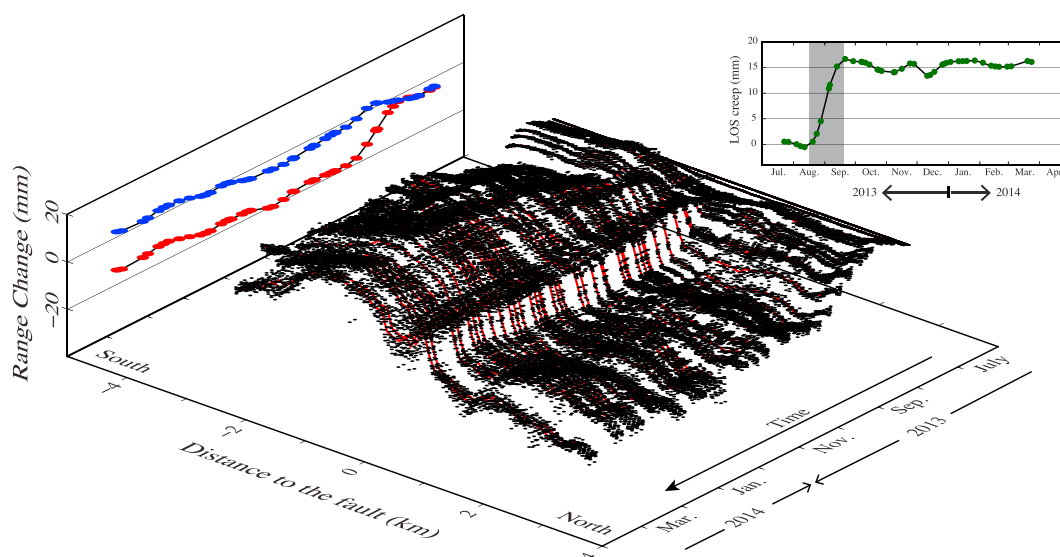 20
15
10
5
0
LOS creep (mm)
Jul. Aug. Sep. Oct. Nov. Dec. Jan. Feb. Mar. Apr
2013 2014
Range Change (mm)
20
0
−20
South
−4
−2
0
2
North
Distance to the fault (km)
Time
July
Sep.
Nov.
Jan.
Mar.
2013
2014